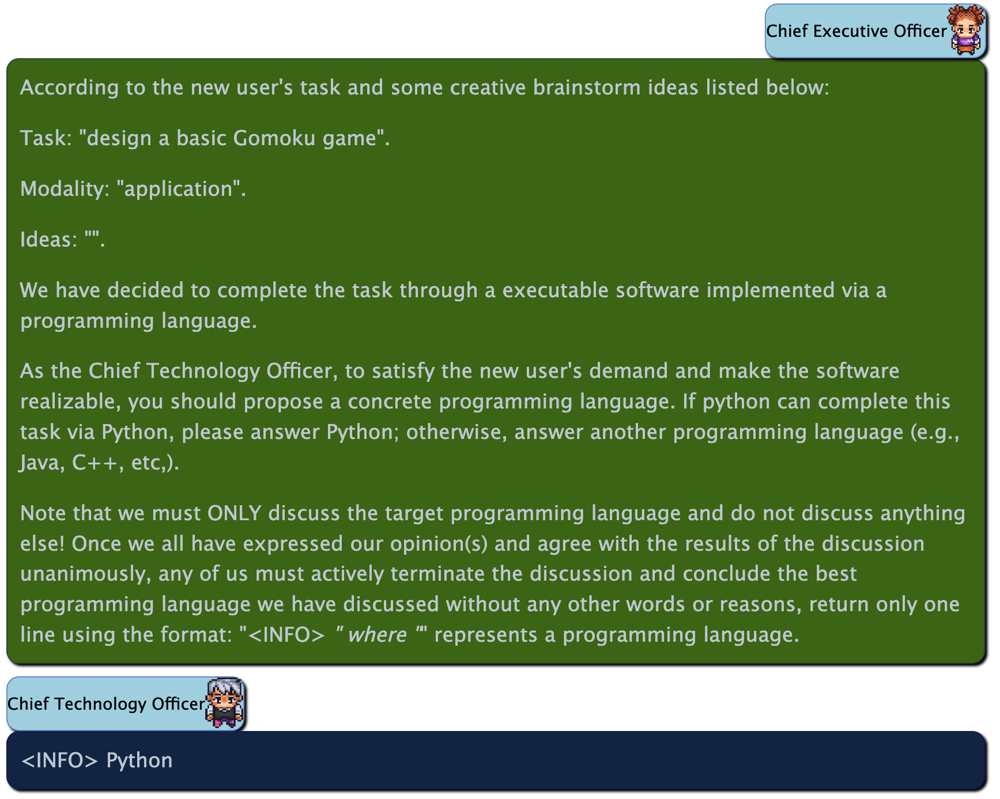 Chief Executive Officer
According to the new user's task and some creative brainstorm ideas listed below:
Task: "design a basic Gomoku game".
Modality: "application".
Ideas: "".
We have decided to complete the task through a executable software implemented via a
programming language.
As the Chief Technology Officer, to satisfy the new user's demand and make the software
realizable, you should propose a concrete programming language. If python can complete this
task via Python, please answer Python; otherwise, answer another programming language (e.g.,
Java, C++, etc,).
Note that we must ONLY discuss the target programming language and do not discuss anything
else! Once we all have expressed our opinion(s) and agree with the results of the discussion
unanimously, any of us must actively terminate the discussion and conclude the best
programming language we have discussed without any other words or reasons, return only one
line using the format: "<INFO> " where "" represents a programming language.
Chief Technology Officer
<INFO> Python